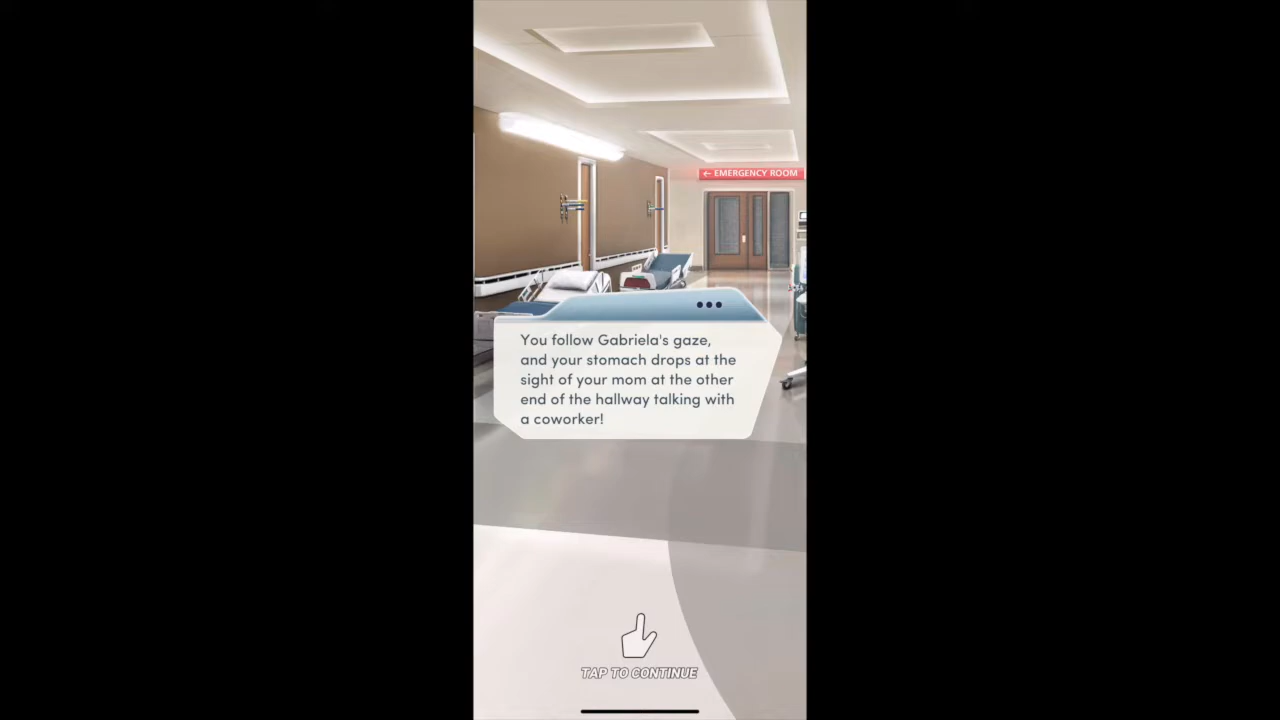 ← EMERGENCY ROOM
You follow Gabriela's gaze,
and your stomach drops at the
sight of your mom at the other
end of the hallway talking with
a coworker!
TAP TO CONTINUE